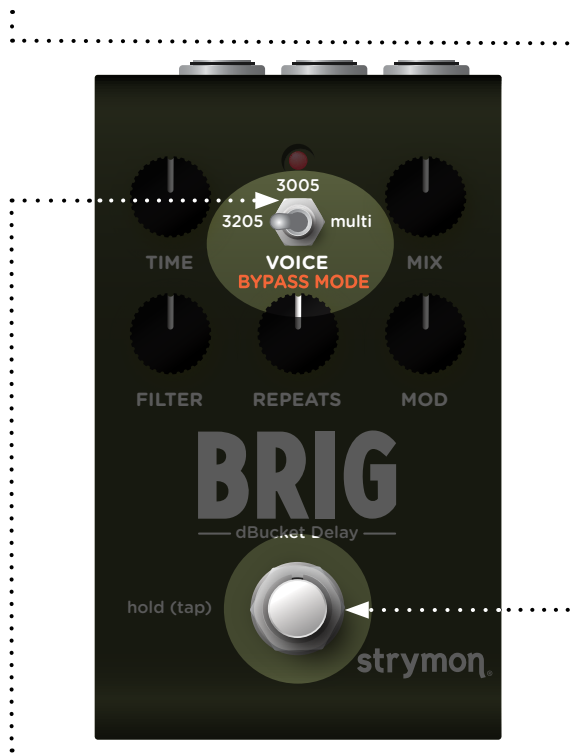 3005
3205 multi
TIME VOICE MIX
BYPASS MODE
FILTER REPEATS MOD
BRIG
dBucket Delay
hold (tap)
strymon®